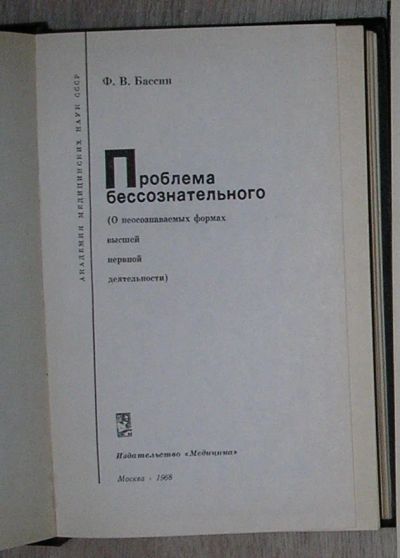 АКАДЕМИЯ МЕДИЦИНСКИХ НАУК СССР
Ф. В. Бассин
Проблема
бессознательного
(О неосознаваемых формах
высшей
нервной
деятельности)
Издательство «Медицина»
Москва · 1968